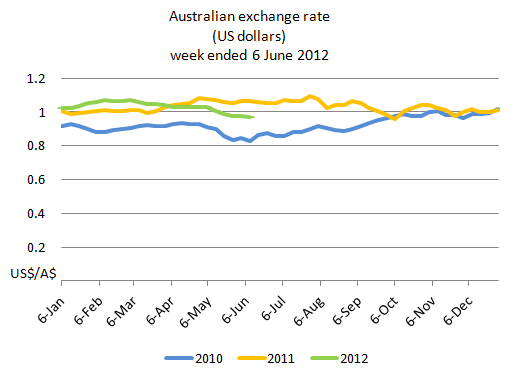 Australian exchange rate
(US dollars)
week ended 6 June 2012
1.2
1
0.8
0.6
0.4
0.2
US$/A$
6-Jan
6-Feb
6-Mar
6-Apr
6-May
6-Jun
6-Jul
6-Aug
6-Sep
6-Oct
6-Nov
6-Dec
2010 2011 2012